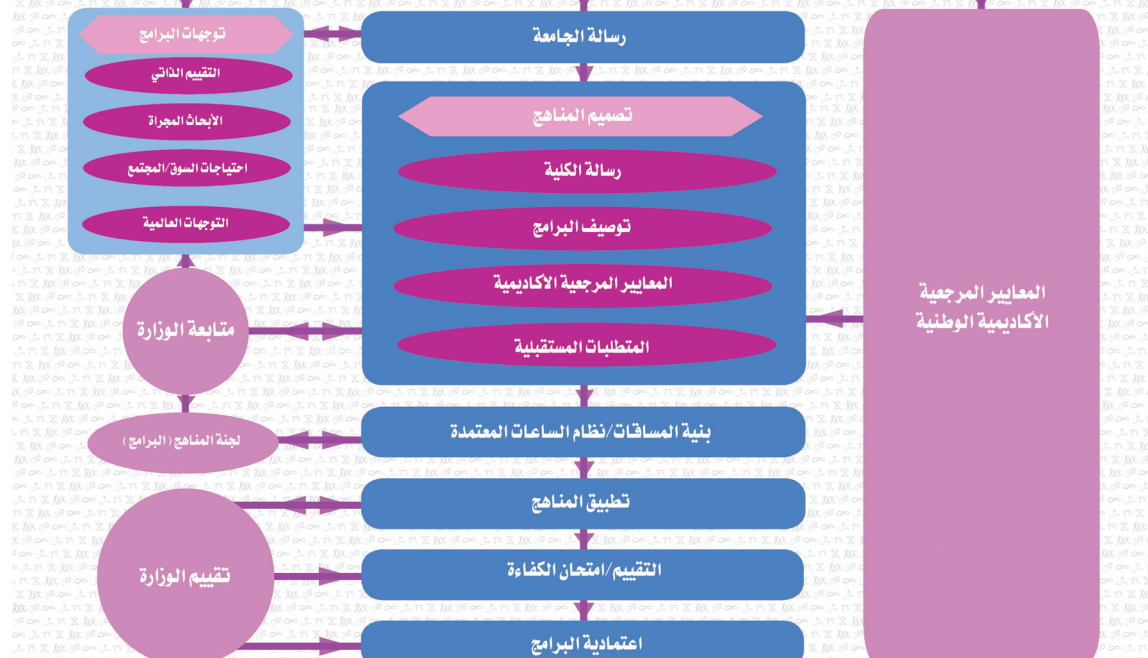 المعايير المرجعية
الأكاديمية الوطنية
رسالة الجامعة
تصميم المناهج
رسالة الكلية
توصيف البرامج
المعايير المرجعية الأكاديمية
المتطلبات المستقبلية
بنية المساقات/نظام الساعات المعتمدة
تطبيق المناهج
التقييم/امتحان الكفاءة
اعتمادية البرامج
توجهات البرامج
التقييم الذاتي
الأبحاث المجراة
احتياجات السوق/المجتمع
التوجهات العالمية
متابعة الوزارة
لجنة المناهج (البرامج)
تقييم الوزارة